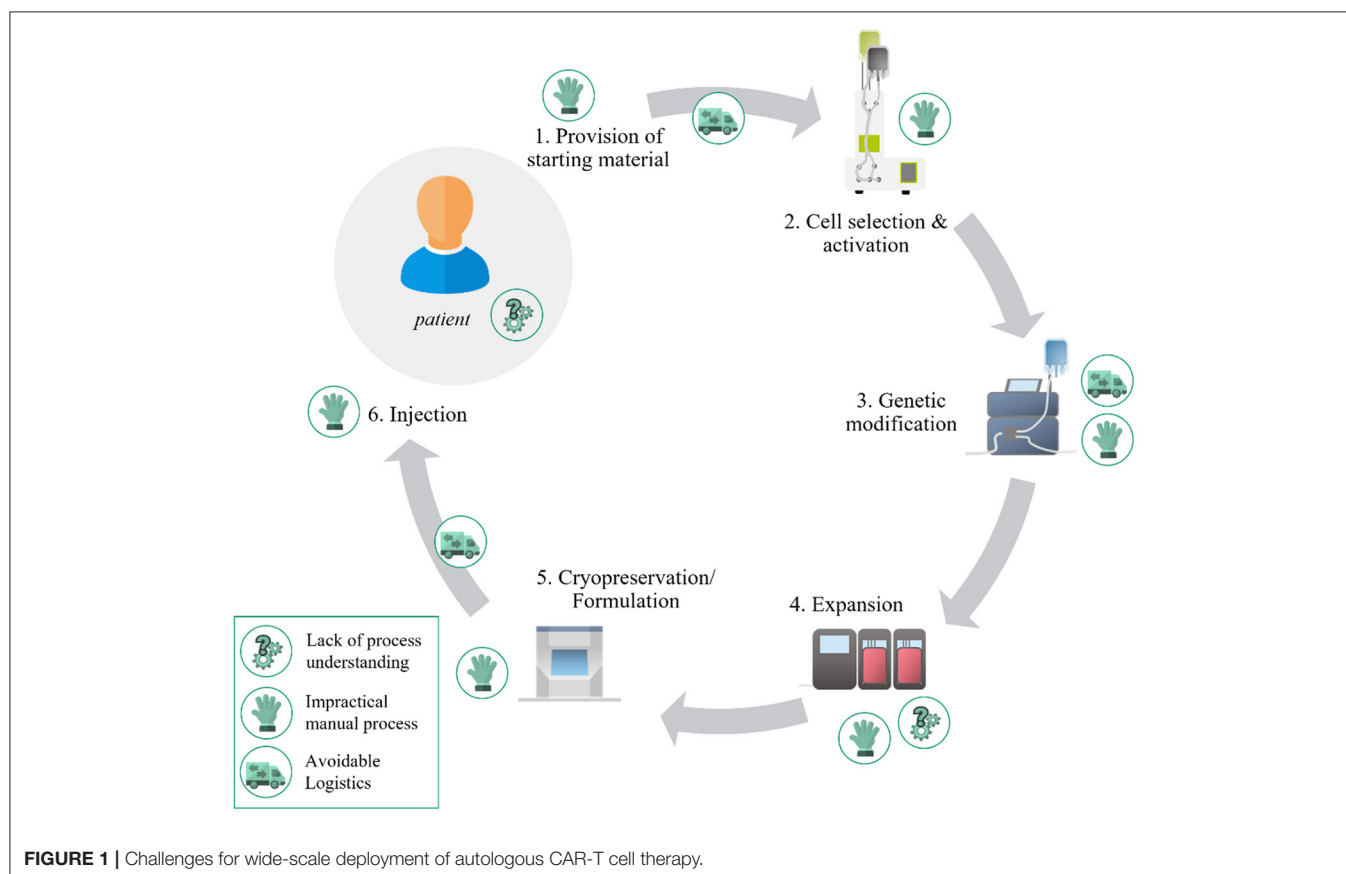 1. Provision of
starting material
2. Cell selection &
activation
patient
3. Genetic
modification
6. Injection
5. Cryopreservation/
Formulation
4. Expansion
Lack of process
understanding
Impractical
manual process
Avoidable
Logistics
FIGURE 1 | Challenges for wide-scale deployment of autologous CAR-T cell therapy.